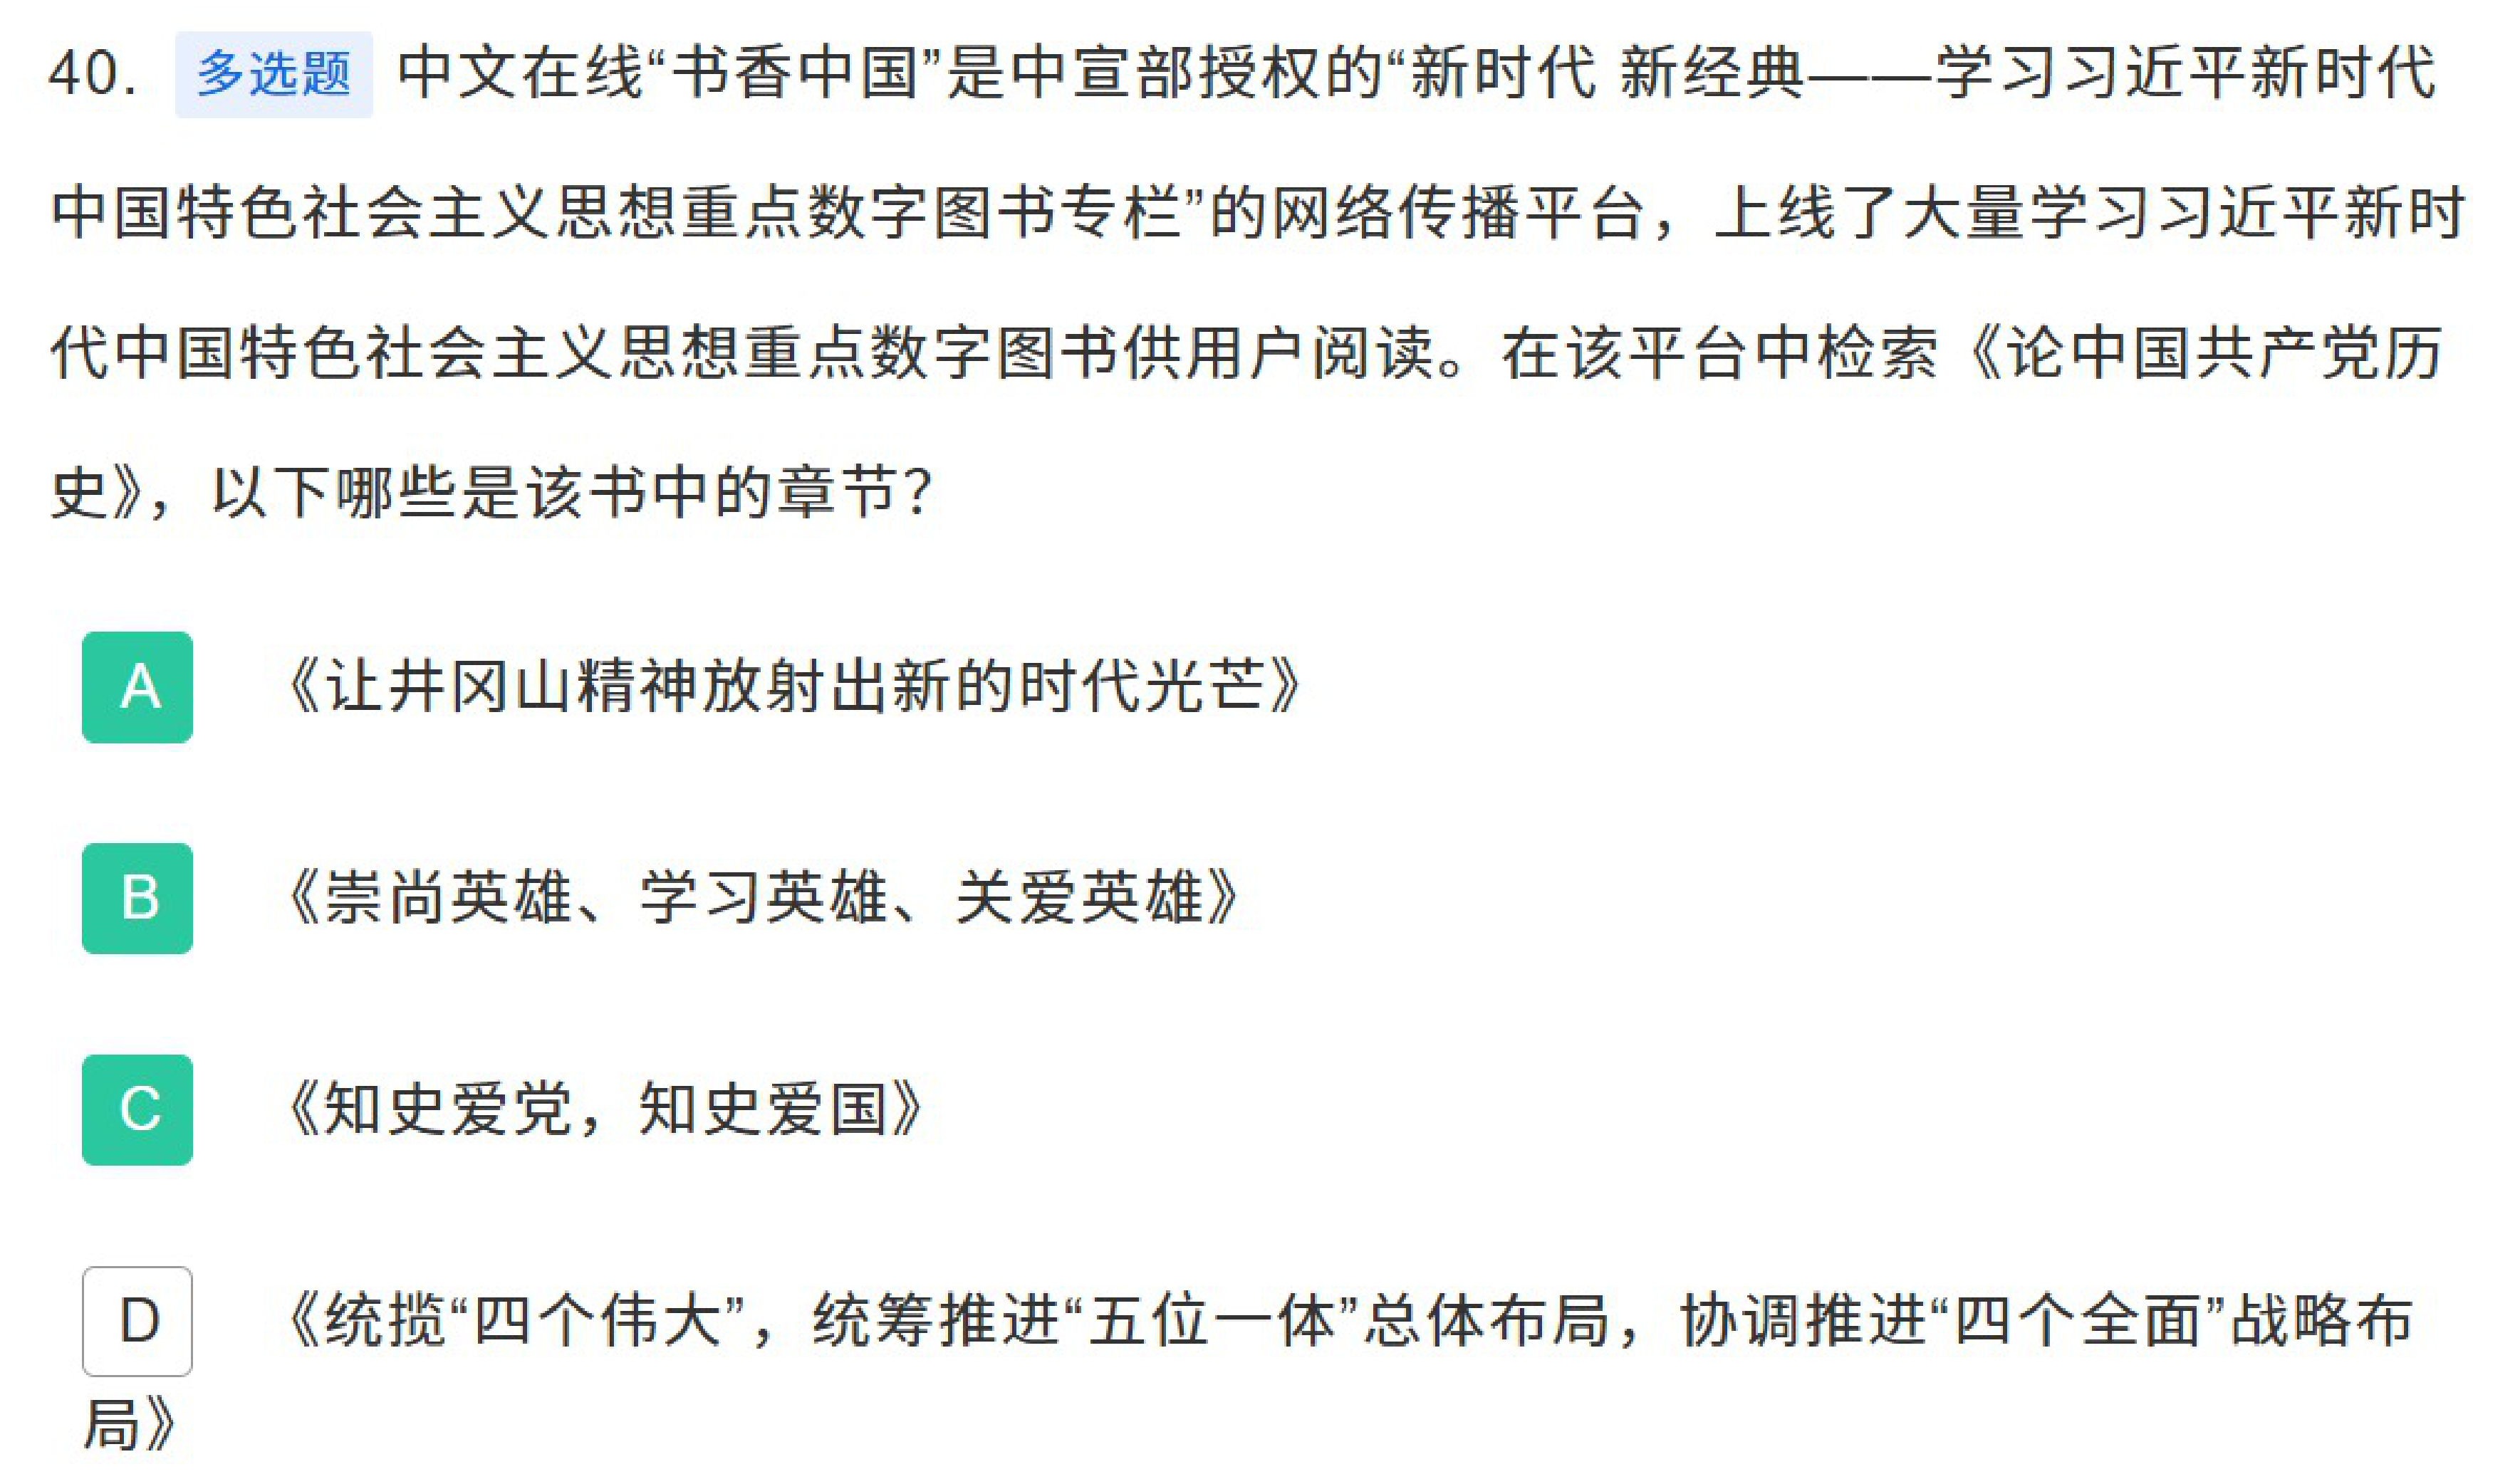 40. 多选题 中文在线“书香中国”是中宣部授权的“新时代 新经典——学习习近平新时代
中国特色社会主义思想重点数字图书专栏”的网络传播平台，上线了大量学习习近平新时
代中国特色社会主义思想重点数字图书供用户阅读。在该平台中检索《论中国共产党历
史》，以下哪些是该书中的章节？
A 《让井冈山精神放射出新的时代光芒》
B 《崇尚英雄、学习英雄、关爱英雄》
C 《知史爱党，知史爱国》
D 《统揽“四个伟大”，统筹推进“五位一体”总体布局，协调推进“四个全面”战略布
局》